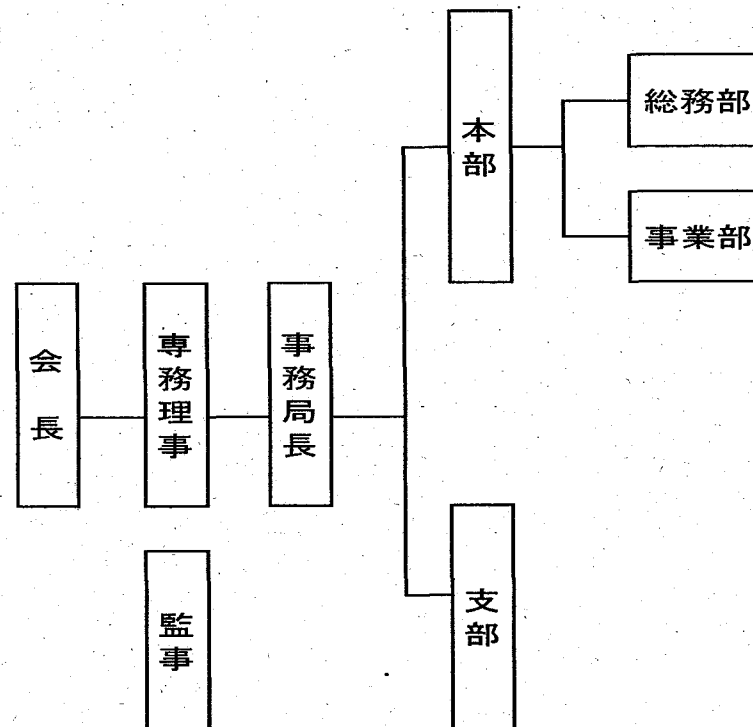 会長
専務理事
事務局長
監事
本部
支部
総務部
事業部